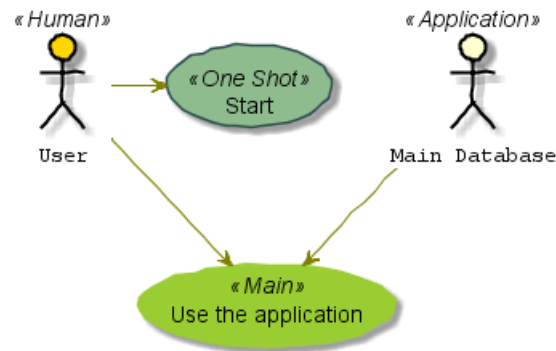 «Human»
User
«One Shot»
Start
«Application»
Main Database
«Main»
Use the application